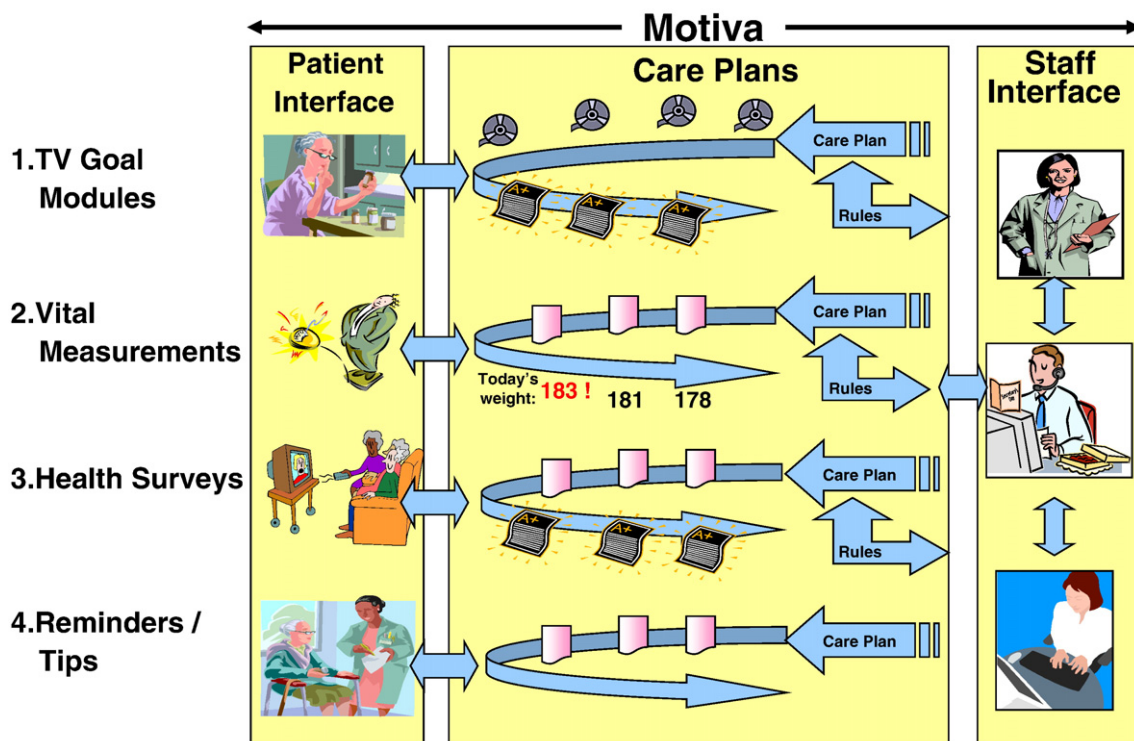 Motiva
Patient
Interface
Care Plans
Staff
Interface
1.TV Goal
Modules
A+
A+
A+
Care Plan
Rules
2.Vital
Measurements
Care Plan
Rules
Today's
weight:
183 !
181
178
3.Health Surveys
A+
A+
A+
Care Plan
Rules
4.Reminders /
Tips
Care Plan